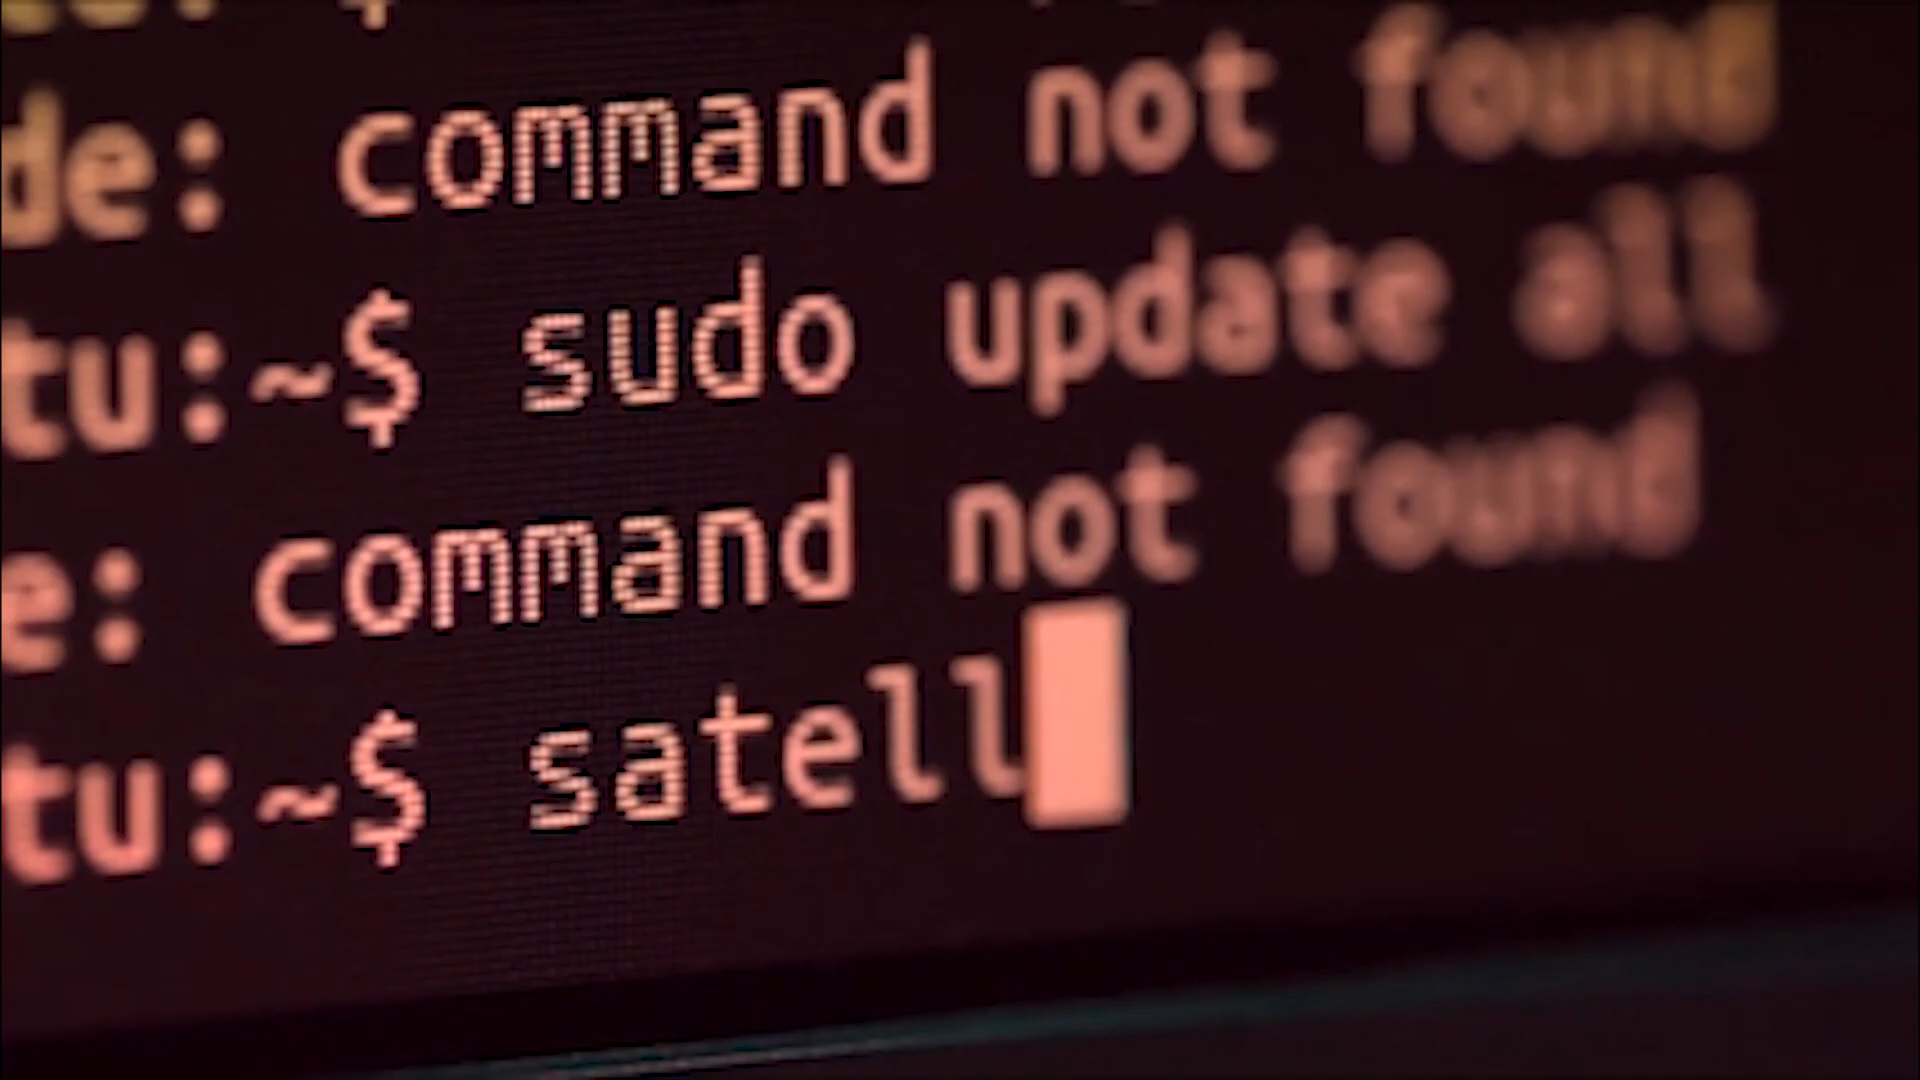 de: command not found
tu:~$ sudo update all
e: command not found
tu:~$ satell